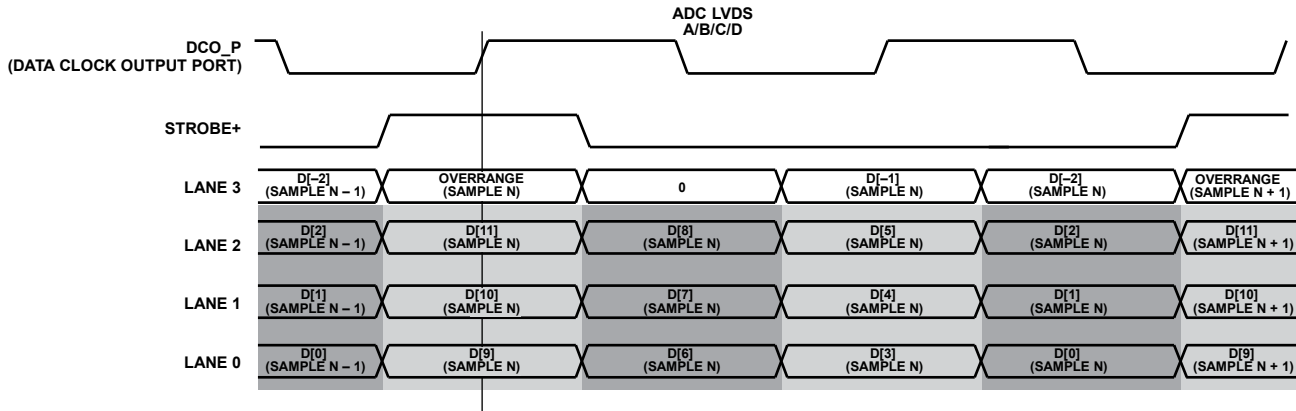 ADC LVDS
A/B/C/D
DCO_P
(DATA CLOCK OUTPUT PORT)
STROBE+
LANE 3
D[–2]
(SAMPLE N – 1)
OVERRANGE
(SAMPLE N)
0
D[–1]
(SAMPLE N)
D[–2]
(SAMPLE N)
OVERRANGE
(SAMPLE N + 1)
LANE 2
D[2]
(SAMPLE N – 1)
D[11]
(SAMPLE N)
D[8]
(SAMPLE N)
D[5]
(SAMPLE N)
D[2]
(SAMPLE N)
D[11]
(SAMPLE N + 1)
LANE 1
D[1]
(SAMPLE N – 1)
D[10]
(SAMPLE N)
D[7]
(SAMPLE N)
D[4]
(SAMPLE N)
D[1]
(SAMPLE N)
D[10]
(SAMPLE N + 1)
LANE 0
D[0]
(SAMPLE N – 1)
D[9]
(SAMPLE N)
D[6]
(SAMPLE N)
D[3]
(SAMPLE N)
D[0]
(SAMPLE N)
D[9]
(SAMPLE N + 1)